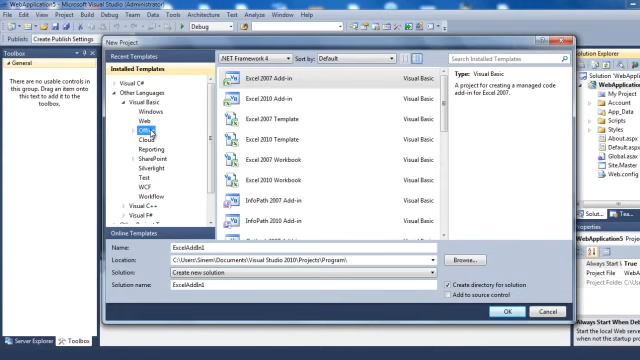 WebApplication5 - Microsoft Visual Studio (Administrator)
File Edit View Project Build Debug Team Data Tools Architecture Test Analyze Window Help
Debug
Publish: Create Publish Settings
Toolbox
General
There are no usable controls in
this group. Drag an item onto
this text to add it to the
toolbox.
Server Explorer Toolbox
New Project
Recent Templates
Installed Templates
Visual C#
Other Languages
Visual Basic
Windows
Web
Cloud
Reporting
SharePoint
Silverlight
Test
WCF
Workflow
Visual C++
Visual F#
Online Templates
.NET Framework 4
Sort by: Default
Search Installed Templates
Excel 2007 Add-in Visual Basic
Excel 2010 Add-in Visual Basic
Excel 2007 Template Visual Basic
Excel 2010 Template Visual Basic
Excel 2007 Workbook Visual Basic
Excel 2010 Workbook Visual Basic
InfoPath 2010 Add-in Visual Basic
InfoPath 2010 Add-in Visual Basic
Type: Visual Basic
A project for creating a managed code
add-in for Excel 2007.
Name: ExcelAddIn1
Location: C:\Users\Sinem\Documents\Visual Studio 2010\Projects\Program\
Browse...
Solution: Create new solution
Solution name: ExcelAddIn1
Create directory for solution
Add to source control
OK Cancel
Solution Explorer
Solution 'WebAp
WebApplicat
My Project
Account
App_Data
Scripts
Styles
About.aspx
Default.aspx
Global.asax
Site.Master
Web.config
Solut... Tea...
Properties
WebApplication5 Pro
Always Start True
Project File WebA
Project Folder
Always Start When Deb